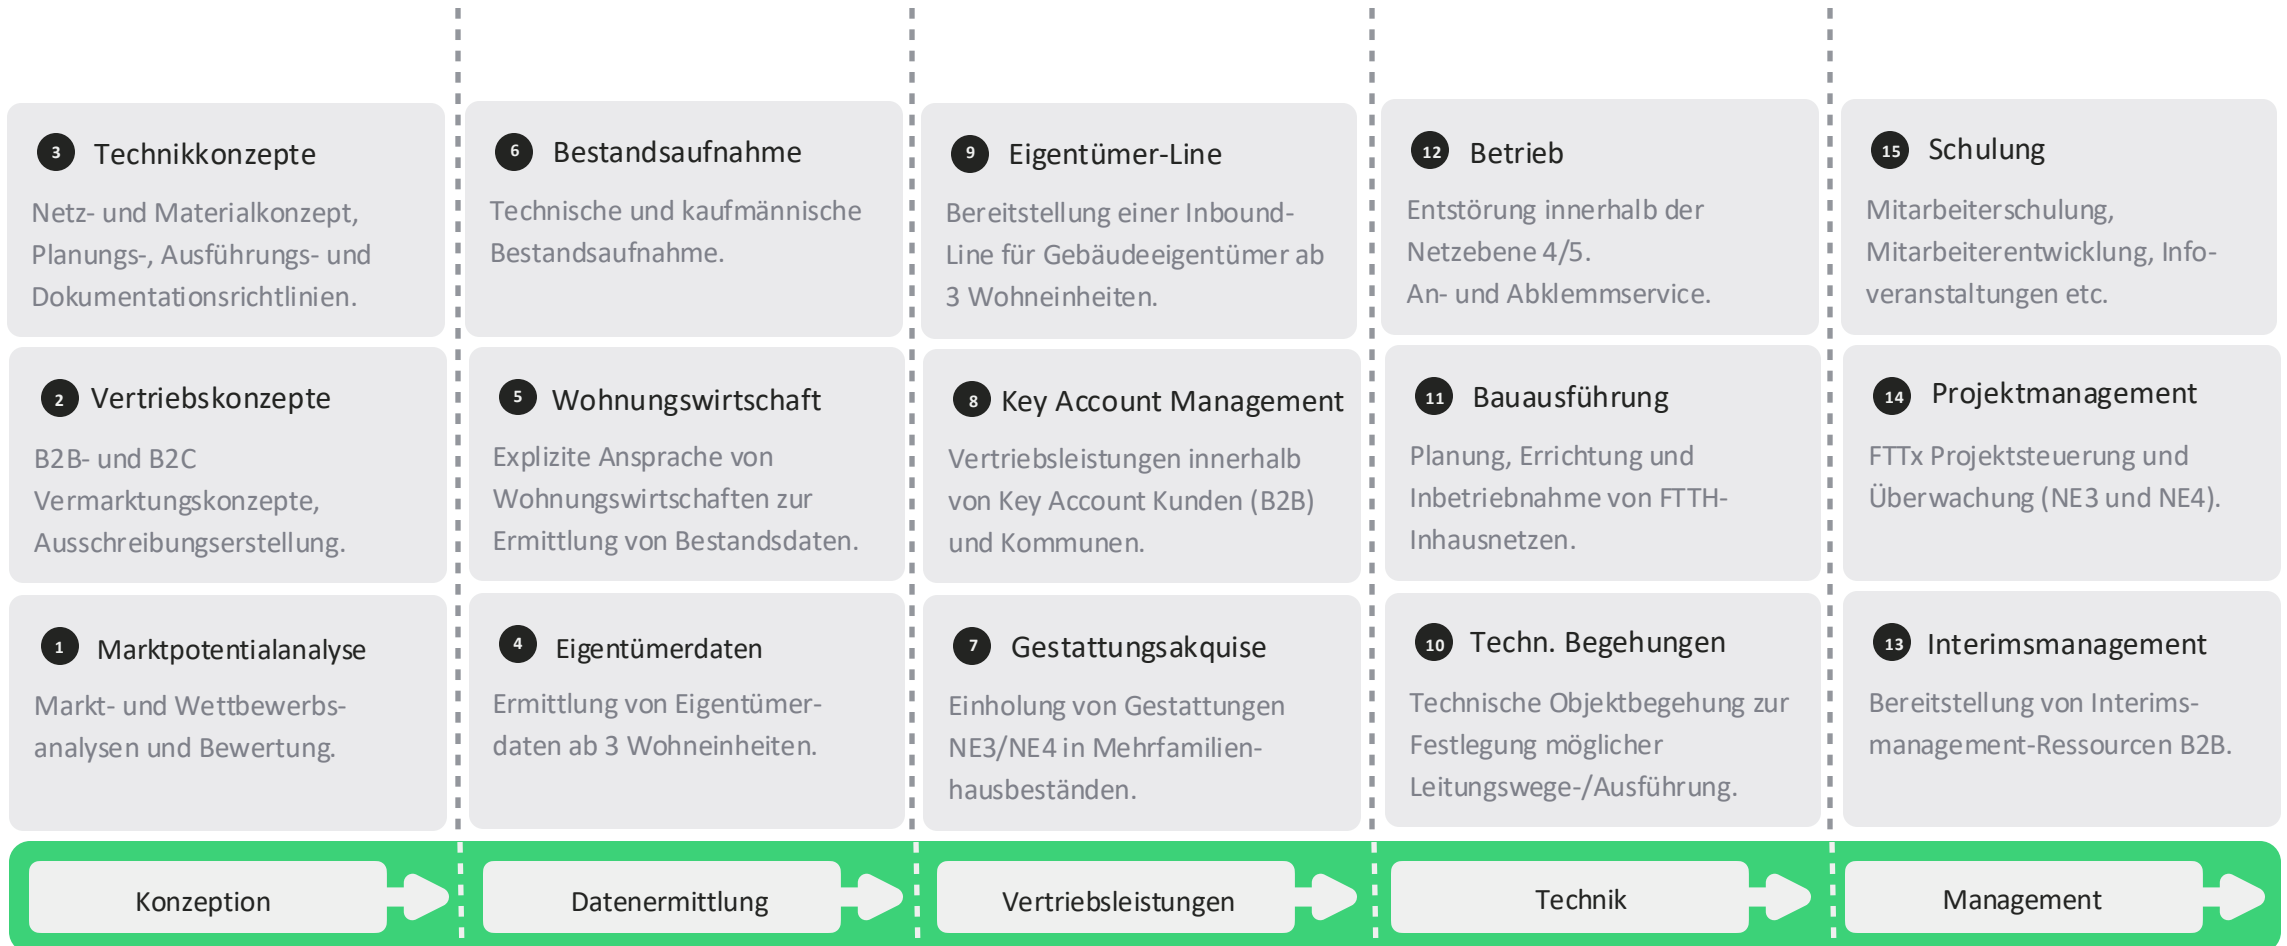 3 Technikkonzepte
Netz- und Materialkonzept,
Planungs-, Ausführungs- und
Dokumentationsrichtlinien.
6 Bestandsaufnahme
Technische und kaufmännische
Bestandsaufnahme.
9 Eigentümer-Line
Bereitstellung einer Inbound-
Line für Gebäudeeigentümer ab
3 Wohneinheiten.
12 Betrieb
Entstörung innerhalb der
Netzebene 4/5.
An- und Abklemmservice.
15 Schulung
Mitarbeiterschulung,
Mitarbeiterentwicklung, Info-
veranstaltungen etc.
2 Vertriebskonzepte
B2B- und B2C
Vermarktungskonzepte,
Ausschreibungserstellung.
5 Wohnungswirtschaft
Explizite Ansprache von
Wohnungswirtschaften zur
Ermittlung von Bestandsdaten.
8 Key Account Management
Vertriebsleistungen innerhalb
von Key Account Kunden (B2B)
und Kommunen.
11 Bauausführung
Planung, Errichtung und
Inbetriebnahme von FTTH-
Inhausnetzen.
14 Projektmanagement
FTTx Projektsteuerung und
Überwachung (NE3 und NE4).
1 Marktpotentialanalyse
Markt- und Wettbewerbs-
analysen und Bewertung.
4 Eigentümerdaten
Ermittlung von Eigentümer-
daten ab 3 Wohneinheiten.
7 Gestattungsakquise
Einholung von Gestattungen
NE3/NE4 in Mehrfamilien-
hausbeständen.
10 Techn. Begehungen
Technische Objektbegehung zur
Festlegung möglicher
Leitungswege-/Ausführung.
13 Interimsmanagement
Bereitstellung von Interims-
management-Ressourcen B2B.
Konzeption
Datenermittlung
Vertriebsleistungen
Technik
Management